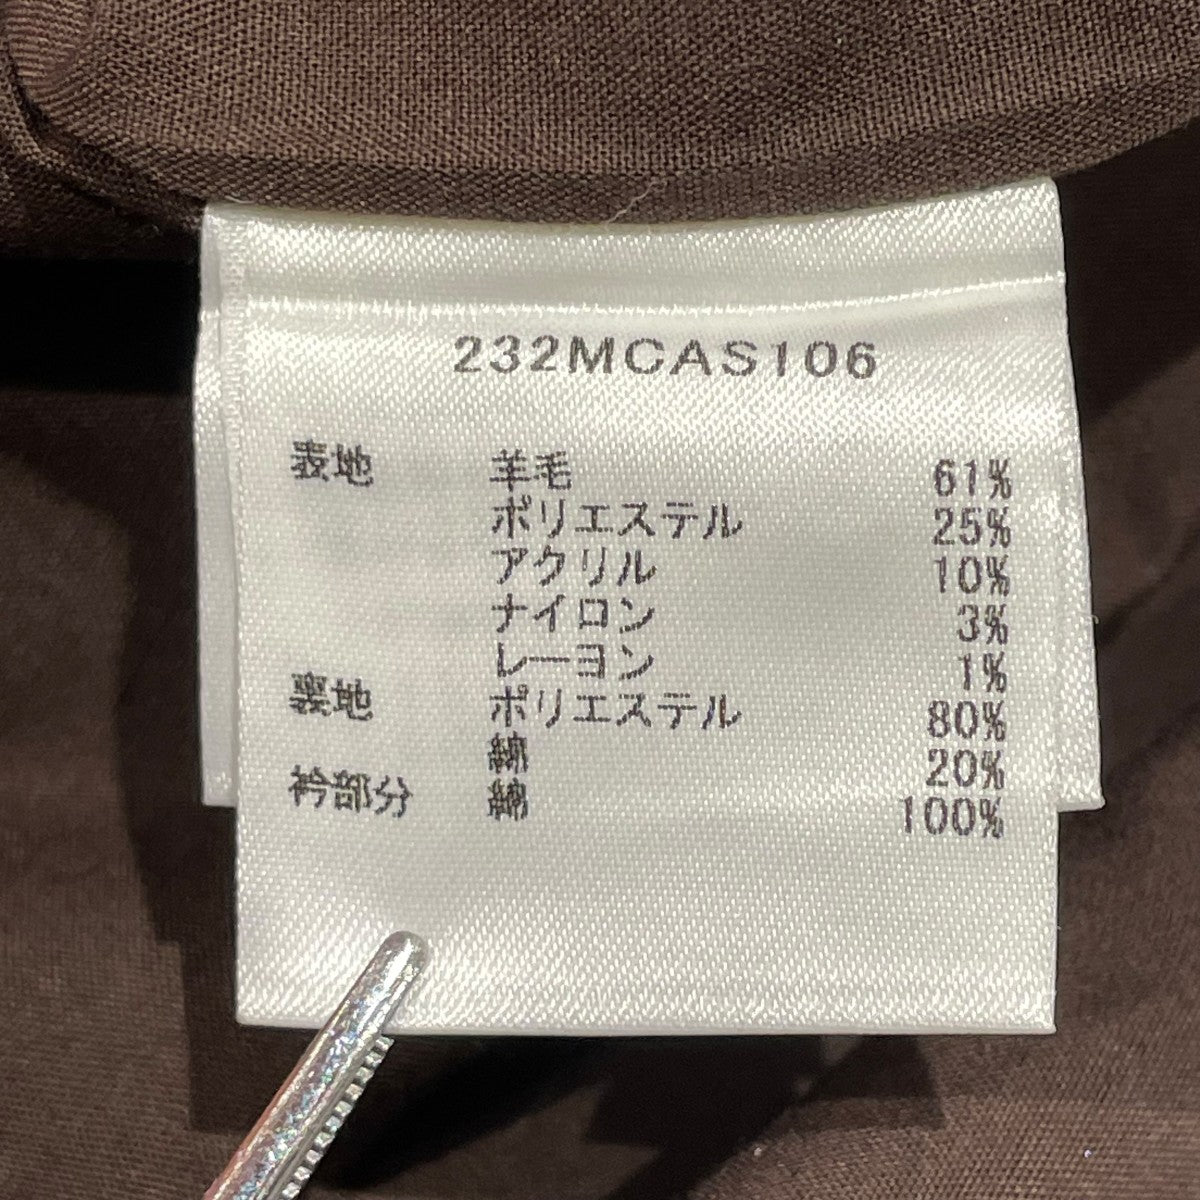 232MCAS106
表地 羊毛 61%
ポリエステル 25%
アクリル 10%
ナイロン 3%
レーヨン 1%
裏地 ポリエステル 80%
綿 20%
衿部分 綿 100%